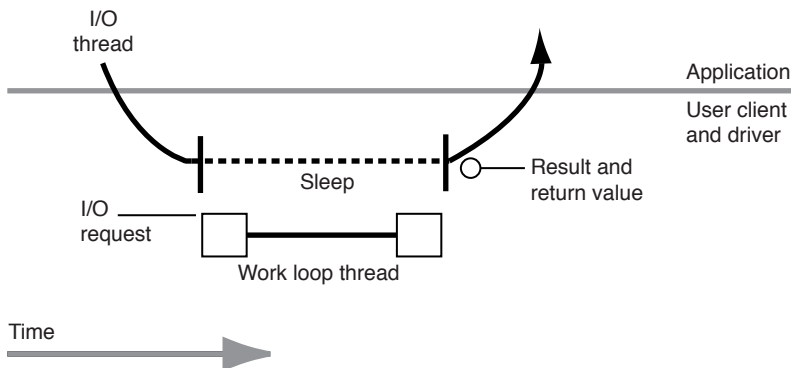 I/O
thread
Application
User client
and driver
Sleep
Result and
return value
I/O
request
Work loop thread
Time